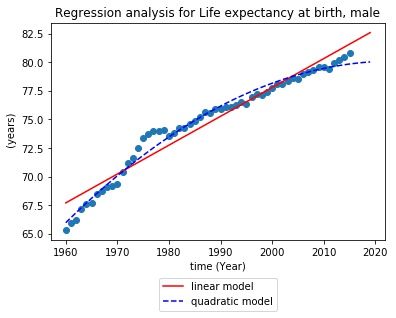 Regression analysis for Life expectancy at birth, male
82.5
80.0
77.5
75.0
72.5
70.0
67.5
65.0
(years)
1960 1970 1980 1990 2000 2010 2020
time (Year)
linear model
quadratic model